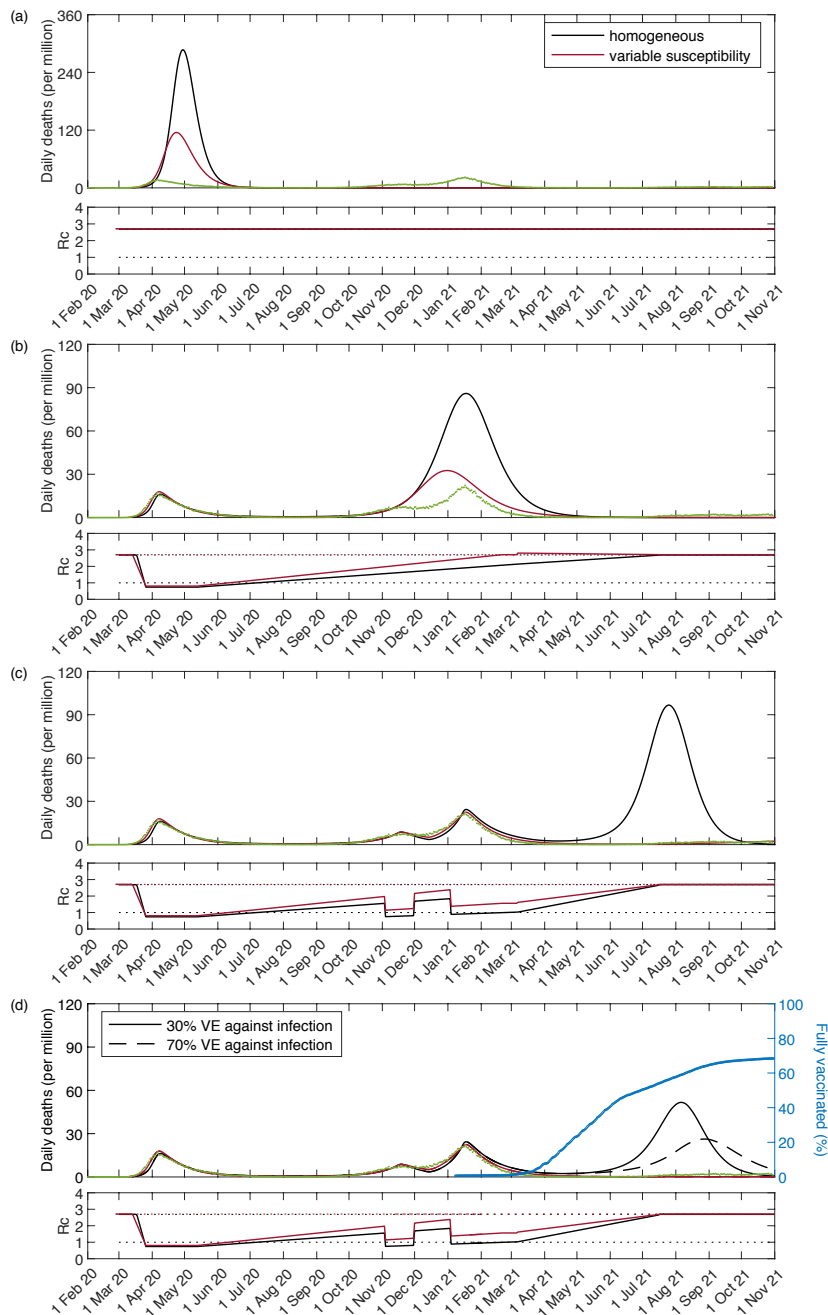 (a)
360
240
120
0
Daily deaths (per million)
homogeneous
variable susceptibility
4
3
2
1
0
Rc
1 Feb 20
1 Mar 20
1 Apr 20
1 May 20
1 Jun 20
1 Jul 20
1 Aug 20
1 Sep 20
1 Oct 20
1 Nov 20
1 Dec 20
1 Jan 21
1 Feb 21
1 Mar 21
1 Apr 21
1 May 21
1 Jun 21
1 Jul 21
1 Aug 21
1 Sep 21
1 Oct 21
1 Nov 21
(b)
120
90
60
30
0
Daily deaths (per million)
4
3
2
1
0
Rc
1 Feb 20
1 Mar 20
1 Apr 20
1 May 20
1 Jun 20
1 Jul 20
1 Aug 20
1 Sep 20
1 Oct 20
1 Nov 20
1 Dec 20
1 Jan 21
1 Feb 21
1 Mar 21
1 Apr 21
1 May 21
1 Jun 21
1 Jul 21
1 Aug 21
1 Sep 21
1 Oct 21
1 Nov 21
(c)
120
90
60
30
0
Daily deaths (per million)
4
3
2
1
0
Rc
1 Feb 20
1 Mar 20
1 Apr 20
1 May 20
1 Jun 20
1 Jul 20
1 Aug 20
1 Sep 20
1 Oct 20
1 Nov 20
1 Dec 20
1 Jan 21
1 Feb 21
1 Mar 21
1 Apr 21
1 May 21
1 Jun 21
1 Jul 21
1 Aug 21
1 Sep 21
1 Oct 21
1 Nov 21
(d)
120
90
60
30
0
Daily deaths (per million)
30% VE against infection
70% VE against infection
100
80
60
40
20
0
Fully vaccinated (%)
4
3
2
1
0
Rc
1 Feb 20
1 Mar 20
1 Apr 20
1 May 20
1 Jun 20
1 Jul 20
1 Aug 20
1 Sep 20
1 Oct 20
1 Nov 20
1 Dec 20
1 Jan 21
1 Feb 21
1 Mar 21
1 Apr 21
1 May 21
1 Jun 21
1 Jul 21
1 Aug 21
1 Sep 21
1 Oct 21
1 Nov 21